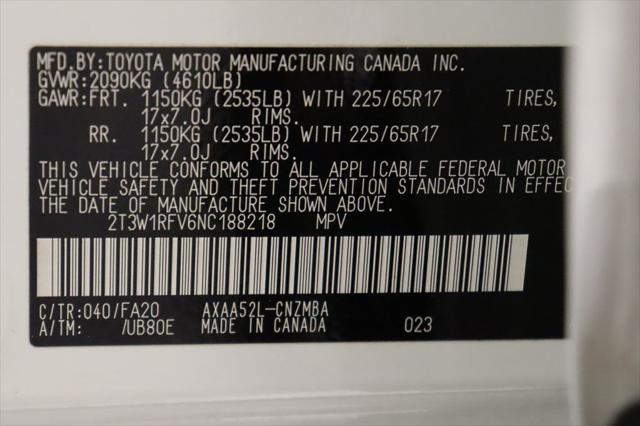 MFD.BY:TOYOTA MOTOR MANUFACTURING CANADA INC.
GVWR:2090KG (4610LB)
GAWR:FRT. 1150KG (2535LB) WITH 225/65R17 TIRES,
17x7.0J RIMS.
RR. 1150KG (2535LB) WITH 225/65R17 TIRES,
17x7.0J RIMS.
THIS VEHICLE CONFORMS TO ALL APPLICABLE FEDERAL MOTOR
VEHICLE SAFETY AND THEFT PREVENTION STANDARDS IN EFFEC
THE DATE OF MANUFACTURE SHOWN ABOVE.
2T3W1RFV6NC188218 MPV
C/TR:040/FA20 AXAA52L-CNZMBA
A/TM: /UB80E MADE IN CANADA 023